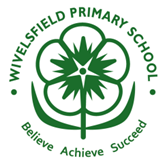 • WIVELSFIELD PRIMARY SCHOOL •
Believe Achieve Succeed